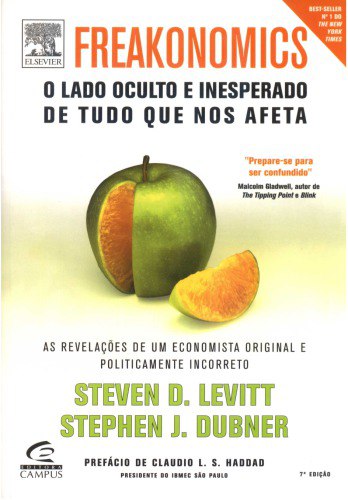 ELSEVIER
FREAKONOMICS
BEST-SELLER
Nº 1 DO
THE NEW
YORK
TIMES
O LADO OCULTO E INESPERADO
DE TUDO QUE NOS AFETA
"Prepare-se para
ser confundido"
Malcolm Gladwell, autor de
The Tipping Point e Blink
AS REVELAÇÕES DE UM ECONOMISTA ORIGINAL E
POLITICAMENTE INCORRETO
STEVEN D. LEVITT
STEPHEN J. DUBNER
PREFÁCIO DE CLAUDIO L. S. HADDAD
PRESIDENTE DO IBMEC SÃO PAULO
7ª EDIÇÃO
EDITORA
CAMPUS